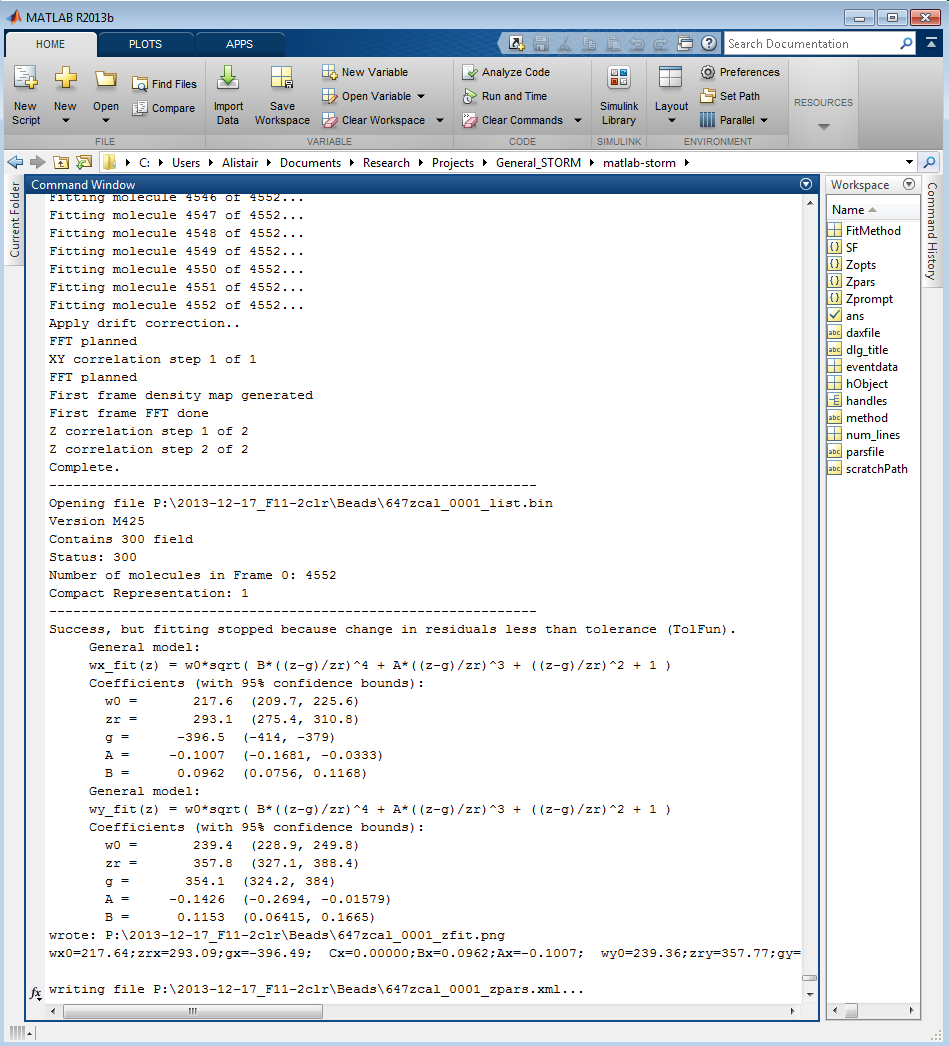 MATLAB R2013b
HOME
PLOTS
APPS
Search Documentation
New Script
New
Open
Find Files
Compare
Import Data
Save Workspace
New Variable
Open Variable
Clear Workspace
Analyze Code
Run and Time
Clear Commands
Simulink Library
Layout
Preferences
Set Path
Parallel
RESOURCES
FILE
VARIABLE
CODE
SIMULINK
ENVIRONMENT
C: Users Alistair Documents Research Projects General_STORM matlab-storm
Current Folder
Command Window
Fitting molecule 4546 of 4552...
Fitting molecule 4547 of 4552...
Fitting molecule 4548 of 4552...
Fitting molecule 4549 of 4552...
Fitting molecule 4550 of 4552...
Fitting molecule 4551 of 4552...
Fitting molecule 4552 of 4552...
Apply drift correction..
FFT planned
XY correlation step 1 of 1
FFT planned
First frame density map generated
First frame FFT done
Z correlation step 1 of 2
Z correlation step 2 of 2
Complete.
-------------------------------------------------------------
Opening file P:\2013-12-17_F11-2clr\Beads\647zcal_0001_list.bin
Version M425
Contains 300 field
Status: 300
Number of molecules in Frame 0: 4552
Compact Representation: 1
-------------------------------------------------------------
Success, but fitting stopped because change in residuals less than tolerance (TolFun).
General model:
wx_fit(z) = w0*sqrt( B*((z-g)/zr)^4 + A*((z-g)/zr)^3 + ((z-g)/zr)^2 + 1 )
Coefficients (with 95% confidence bounds):
w0 = 217.6 (209.7, 225.6)
zr = 293.1 (275.4, 310.8)
g = -396.5 (-414, -379)
A = -0.1007 (-0.1681, -0.0333)
B = 0.0962 (0.0756, 0.1168)
General model:
wy_fit(z) = w0*sqrt( B*((z-g)/zr)^4 + A*((z-g)/zr)^3 + ((z-g)/zr)^2 + 1 )
Coefficients (with 95% confidence bounds):
w0 = 239.4 (228.9, 249.8)
zr = 357.8 (327.1, 388.4)
g = 354.1 (324.2, 384)
A = -0.1426 (-0.2694, -0.01579)
B = 0.1153 (0.06415, 0.1665)
wrote: P:\2013-12-17_F11-2clr\Beads\647zcal_0001_zfit.png
wx0=217.64;zrx=293.09;gx=-396.49; Cx=0.00000;Bx=0.0962;Ax=-0.1007; wy0=239.36;zry=357.77;gy=
writing file P:\2013-12-17_F11-2clr\Beads\647zcal_0001_zpars.xml...
fx
Workspace
Name
FitMethod
SF
Zopts
Zpars
Zprompt
ans
abc daxfile
abc dlg_title
eventdata
hObject
handles
abc method
num_lines
abc parsfile
abc scratchPath
Command History